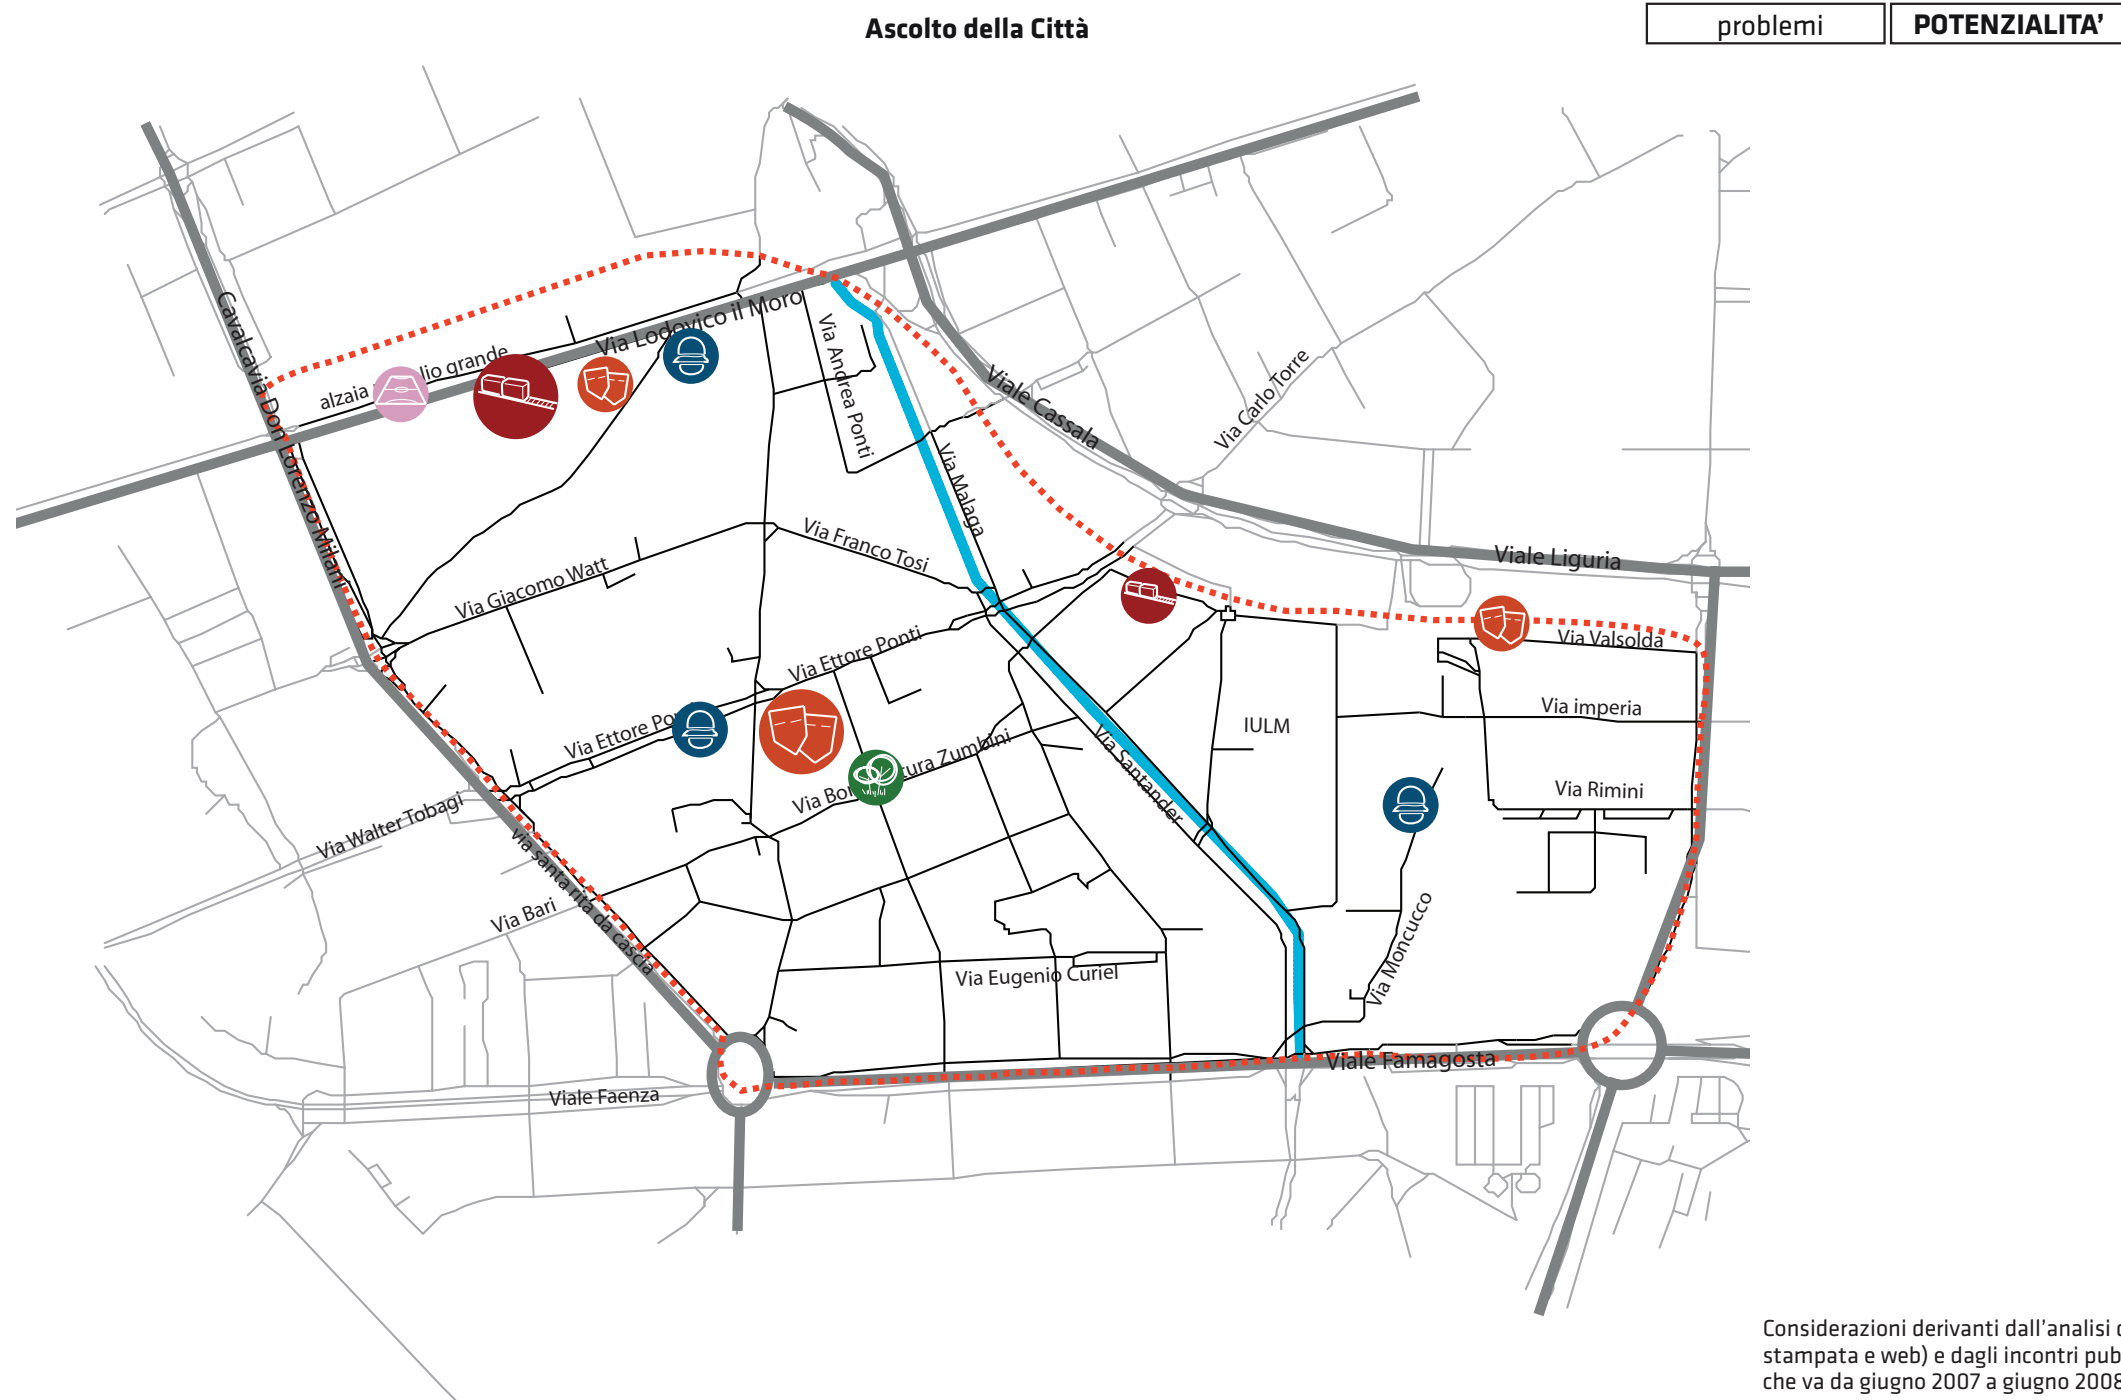 Ascolto della Città
problemi
POTENZIALITA’
Cavalcavia Don Lorenzo Milani
alzaia
lio grande
Via Lodovico il Moro
Via Andrea Ponti
Viale Cassala
Via Carlo Torre
Via Malaga
Via Franco Tosi
Via Giacomo Watt
Viale Liguria
Via Ettore Ponti
Via Valsolda
Via imperia
IULM
Via Ettore Po
Via Bo
tura Zumbini
Via Santander
Via Rimini
Via Walter Tobagi
Via santa rita da cascia
Via Bari
Via Eugenio Curiel
Via Moncucco
Viale Famagosta
Viale Faenza
Considerazioni derivanti dall’analisi
stampata e web) e dagli incontri pub
che va da giugno 2007 a giugno 2008